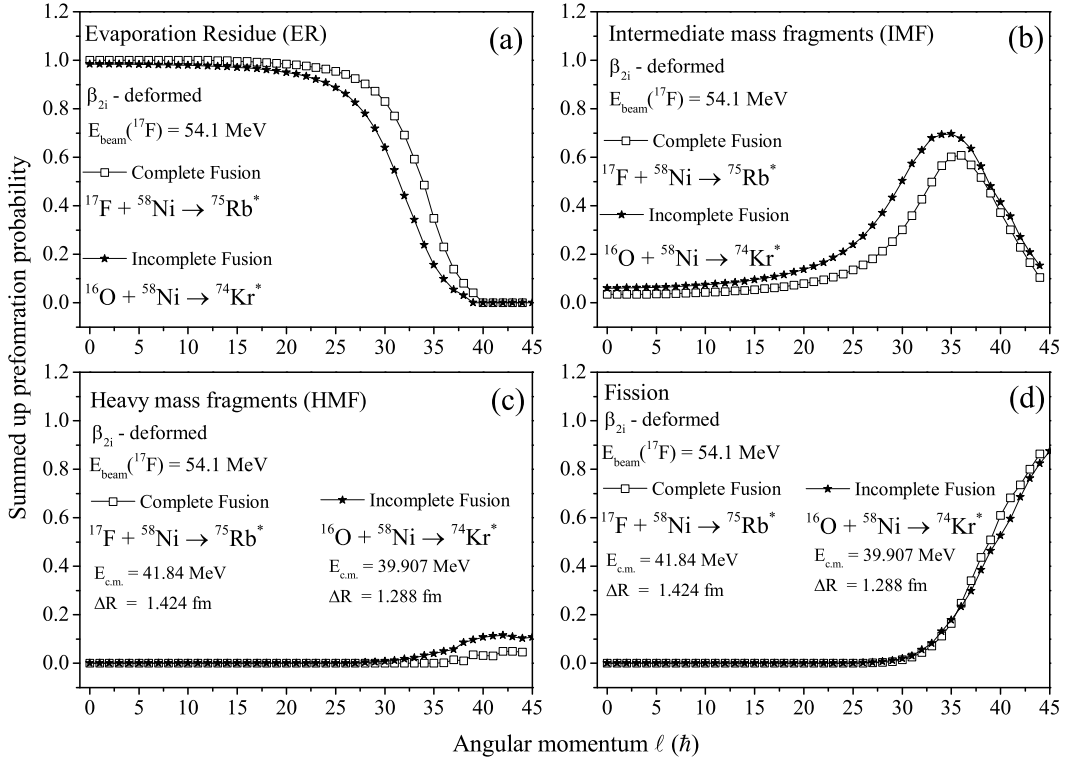 Summed up prefomration probability
1.2
1.0
0.8
0.6
0.4
0.2
0.0
Evaporation Residue (ER)
(a)
β₂ᵢ - deformed
E_beam(¹⁷F) = 54.1 MeV
Complete Fusion
¹⁷F + ⁵⁸Ni → ⁷⁵Rb*
Incomplete Fusion
¹⁶O + ⁵⁸Ni → ⁷⁴Kr*
0 5 10 15 20 25 30 35 40 45
1.2
1.0
0.8
0.6
0.4
0.2
0.0
Intermediate mass fragments (IMF)
(b)
β₂ᵢ - deformed
E_beam(¹⁷F) = 54.1 MeV
Complete Fusion
¹⁷F + ⁵⁸Ni → ⁷⁵Rb*
Incomplete Fusion
¹⁶O + ⁵⁸Ni → ⁷⁴Kr*
0 5 10 15 20 25 30 35 40 45
1.2
1.0
0.8
0.6
0.4
0.2
0.0
Heavy mass fragments (HMF)
(c)
β₂ᵢ - deformed
E_beam(¹⁷F) = 54.1 MeV
Complete Fusion
¹⁷F + ⁵⁸Ni → ⁷⁵Rb*
E_c.m. = 41.84 MeV
ΔR = 1.424 fm
Incomplete Fusion
¹⁶O + ⁵⁸Ni → ⁷⁴Kr*
E_c.m. = 39.907 MeV
ΔR = 1.288 fm
0 5 10 15 20 25 30 35 40 45
1.2
1.0
0.8
0.6
0.4
0.2
0.0
Fission
(d)
β₂ᵢ - deformed
E_beam(¹⁷F) = 54.1 MeV
Complete Fusion
¹⁷F + ⁵⁸Ni → ⁷⁵Rb*
E_c.m. = 41.84 MeV
ΔR = 1.424 fm
Incomplete Fusion
¹⁶O + ⁵⁸Ni → ⁷⁴Kr*
E_c.m. = 39.907 MeV
ΔR = 1.288 fm
0 5 10 15 20 25 30 35 40 45
Angular momentum ℓ (ħ)